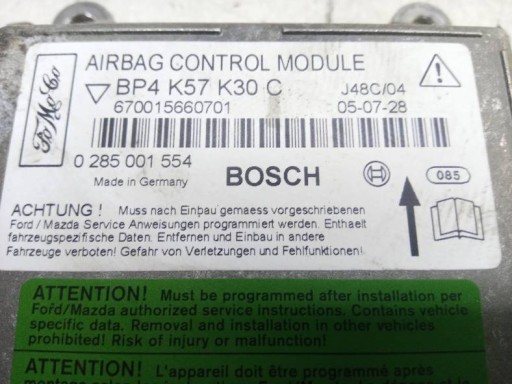 FoMoCo
AIRBAG CONTROL MODULE
BP4 K57 K30 C
J48C/04
670015660701
05-07-28
0 285 001 554
Made in Germany
BOSCH
085
ACHTUNG ! Muss nach Einbau gemaess vorgeschriebenen
Ford / Mazda Service Anweisungen programmiert werden. Enthaelt
fahrzeugspezifische Daten. Entfernen und Einbau in andere
Fahrzeuge verboten! Gefahr von Verletzungen und Fehlfunktionen!
ATTENTION! Must be programmed after installation per
Ford/Mazda authorized service instructions. Contains vehicle
specific data. Removal and installation in other vehicles
prohibited! Risk of injury or malfunction!
ATTENTION! L'appareil doit être programmé après